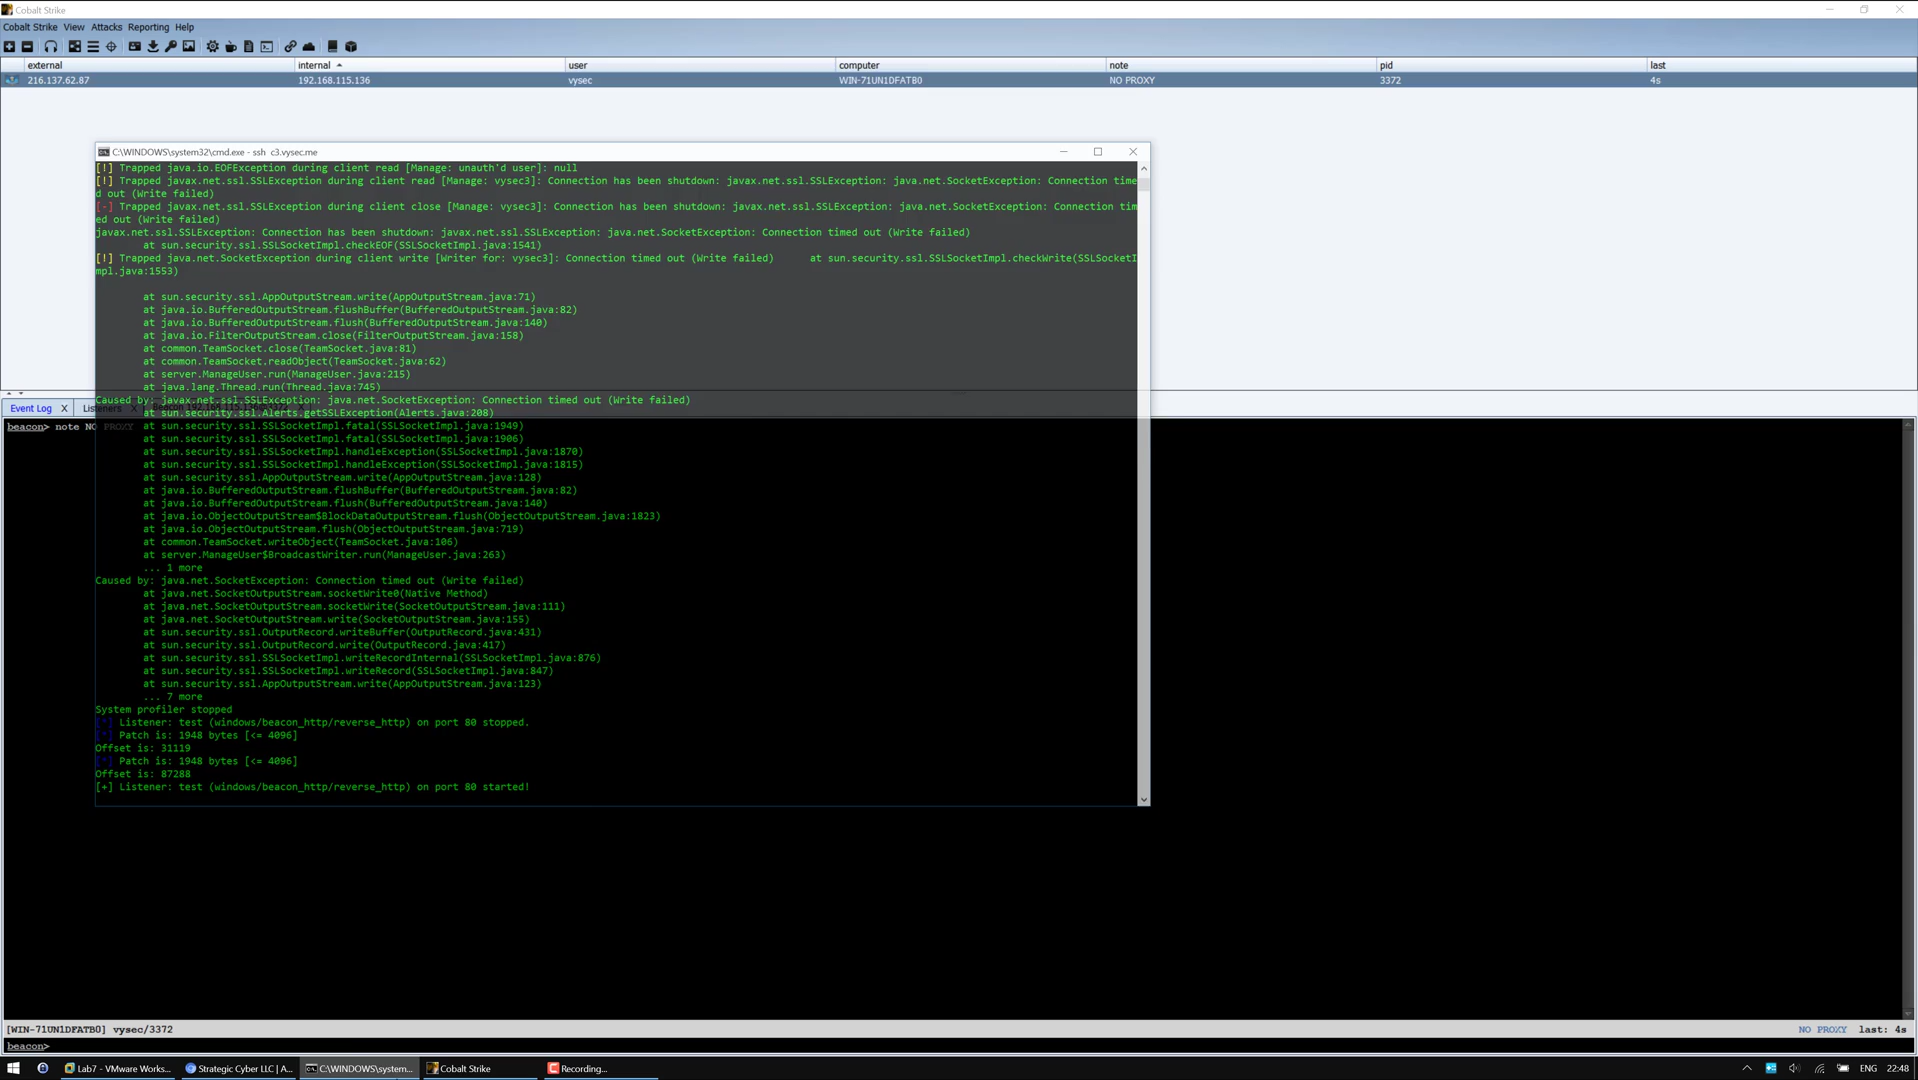 Cobalt Strike
Cobalt Strike View Attacks Reporting Help
external internal user computer note pid last
216.137.62.87 192.168.115.136 vysec WIN-71UN1DFATB0 NO PROXY 3372 4s
C:\WINDOWS\system32\cmd.exe - ssh c3.vysec.me
[!] Trapped java.io.EOFException during client read [Manage: unauth'd user]: null
[!] Trapped javax.net.ssl.SSLException during client read [Manage: vysec3]: Connection has been shutdown: javax.net.ssl.SSLException: java.net.SocketException: Connection time
d out (Write failed)
[-] Trapped javax.net.ssl.SSLException during client close [Manage: vysec3]: Connection has been shutdown: javax.net.ssl.SSLException: java.net.SocketException: Connection tim
ed out (Write failed)
javax.net.ssl.SSLException: Connection has been shutdown: javax.net.ssl.SSLException: java.net.SocketException: Connection timed out (Write failed)
at sun.security.ssl.SSLSocketImpl.checkEOF(SSLSocketImpl.java:1541)
[!] Trapped java.net.SocketException during client write [Writer for: vysec3]: Connection timed out (Write failed) at sun.security.ssl.SSLSocketImpl.checkWrite(SSLSocketI
mpl.java:1553)
at sun.security.ssl.AppOutputStream.write(AppOutputStream.java:71)
at java.io.BufferedOutputStream.flushBuffer(BufferedOutputStream.java:82)
at java.io.BufferedOutputStream.flush(BufferedOutputStream.java:140)
at java.io.FilterOutputStream.close(FilterOutputStream.java:158)
at common.TeamSocket.close(TeamSocket.java:81)
at common.TeamSocket.readObject(TeamSocket.java:62)
at server.ManageUser.run(ManageUser.java:215)
at java.lang.Thread.run(Thread.java:745)
Caused by: javax.net.ssl.SSLException: java.net.SocketException: Connection timed out (Write failed)
Event Log X Listeners X
at sun.security.ssl.Alerts.getSSLException(Alerts.java:208)
beacon> note NO PROXY
at sun.security.ssl.SSLSocketImpl.fatal(SSLSocketImpl.java:1949)
at sun.security.ssl.SSLSocketImpl.fatal(SSLSocketImpl.java:1906)
at sun.security.ssl.SSLSocketImpl.handleException(SSLSocketImpl.java:1870)
at sun.security.ssl.SSLSocketImpl.handleException(SSLSocketImpl.java:1815)
at sun.security.ssl.AppOutputStream.write(AppOutputStream.java:128)
at java.io.BufferedOutputStream.flushBuffer(BufferedOutputStream.java:82)
at java.io.BufferedOutputStream.flush(BufferedOutputStream.java:140)
at java.io.ObjectOutputStream$BlockDataOutputStream.flush(ObjectOutputStream.java:1823)
at java.io.ObjectOutputStream.flush(ObjectOutputStream.java:719)
at common.TeamSocket.writeObject(TeamSocket.java:106)
at server.ManageUser$BroadcastWriter.run(ManageUser.java:263)
... 1 more
Caused by: java.net.SocketException: Connection timed out (Write failed)
at java.net.SocketOutputStream.socketWrite0(Native Method)
at java.net.SocketOutputStream.socketWrite(SocketOutputStream.java:111)
at java.net.SocketOutputStream.write(SocketOutputStream.java:155)
at sun.security.ssl.OutputRecord.writeBuffer(OutputRecord.java:431)
at sun.security.ssl.OutputRecord.write(OutputRecord.java:417)
at sun.security.ssl.SSLSocketImpl.writeRecordInternal(SSLSocketImpl.java:876)
at sun.security.ssl.SSLSocketImpl.writeRecord(SSLSocketImpl.java:847)
at sun.security.ssl.AppOutputStream.write(AppOutputStream.java:123)
... 7 more
System profiler stopped
[*] Listener: test (windows/beacon_http/reverse_http) on port 80 stopped.
[*] Patch is: 1948 bytes [<= 4096]
Offset is: 31119
[*] Patch is: 1948 bytes [<= 4096]
Offset is: 87288
[+] Listener: test (windows/beacon_http/reverse_http) on port 80 started!
[WIN-71UN1DFATB0] vysec/3372 NO PROXY last: 4s
beacon>
Lab7 - VMware Works... Strategic Cyber LLC | A... C:\WINDOWS\system... Cobalt Strike Recording... ENG 22:48